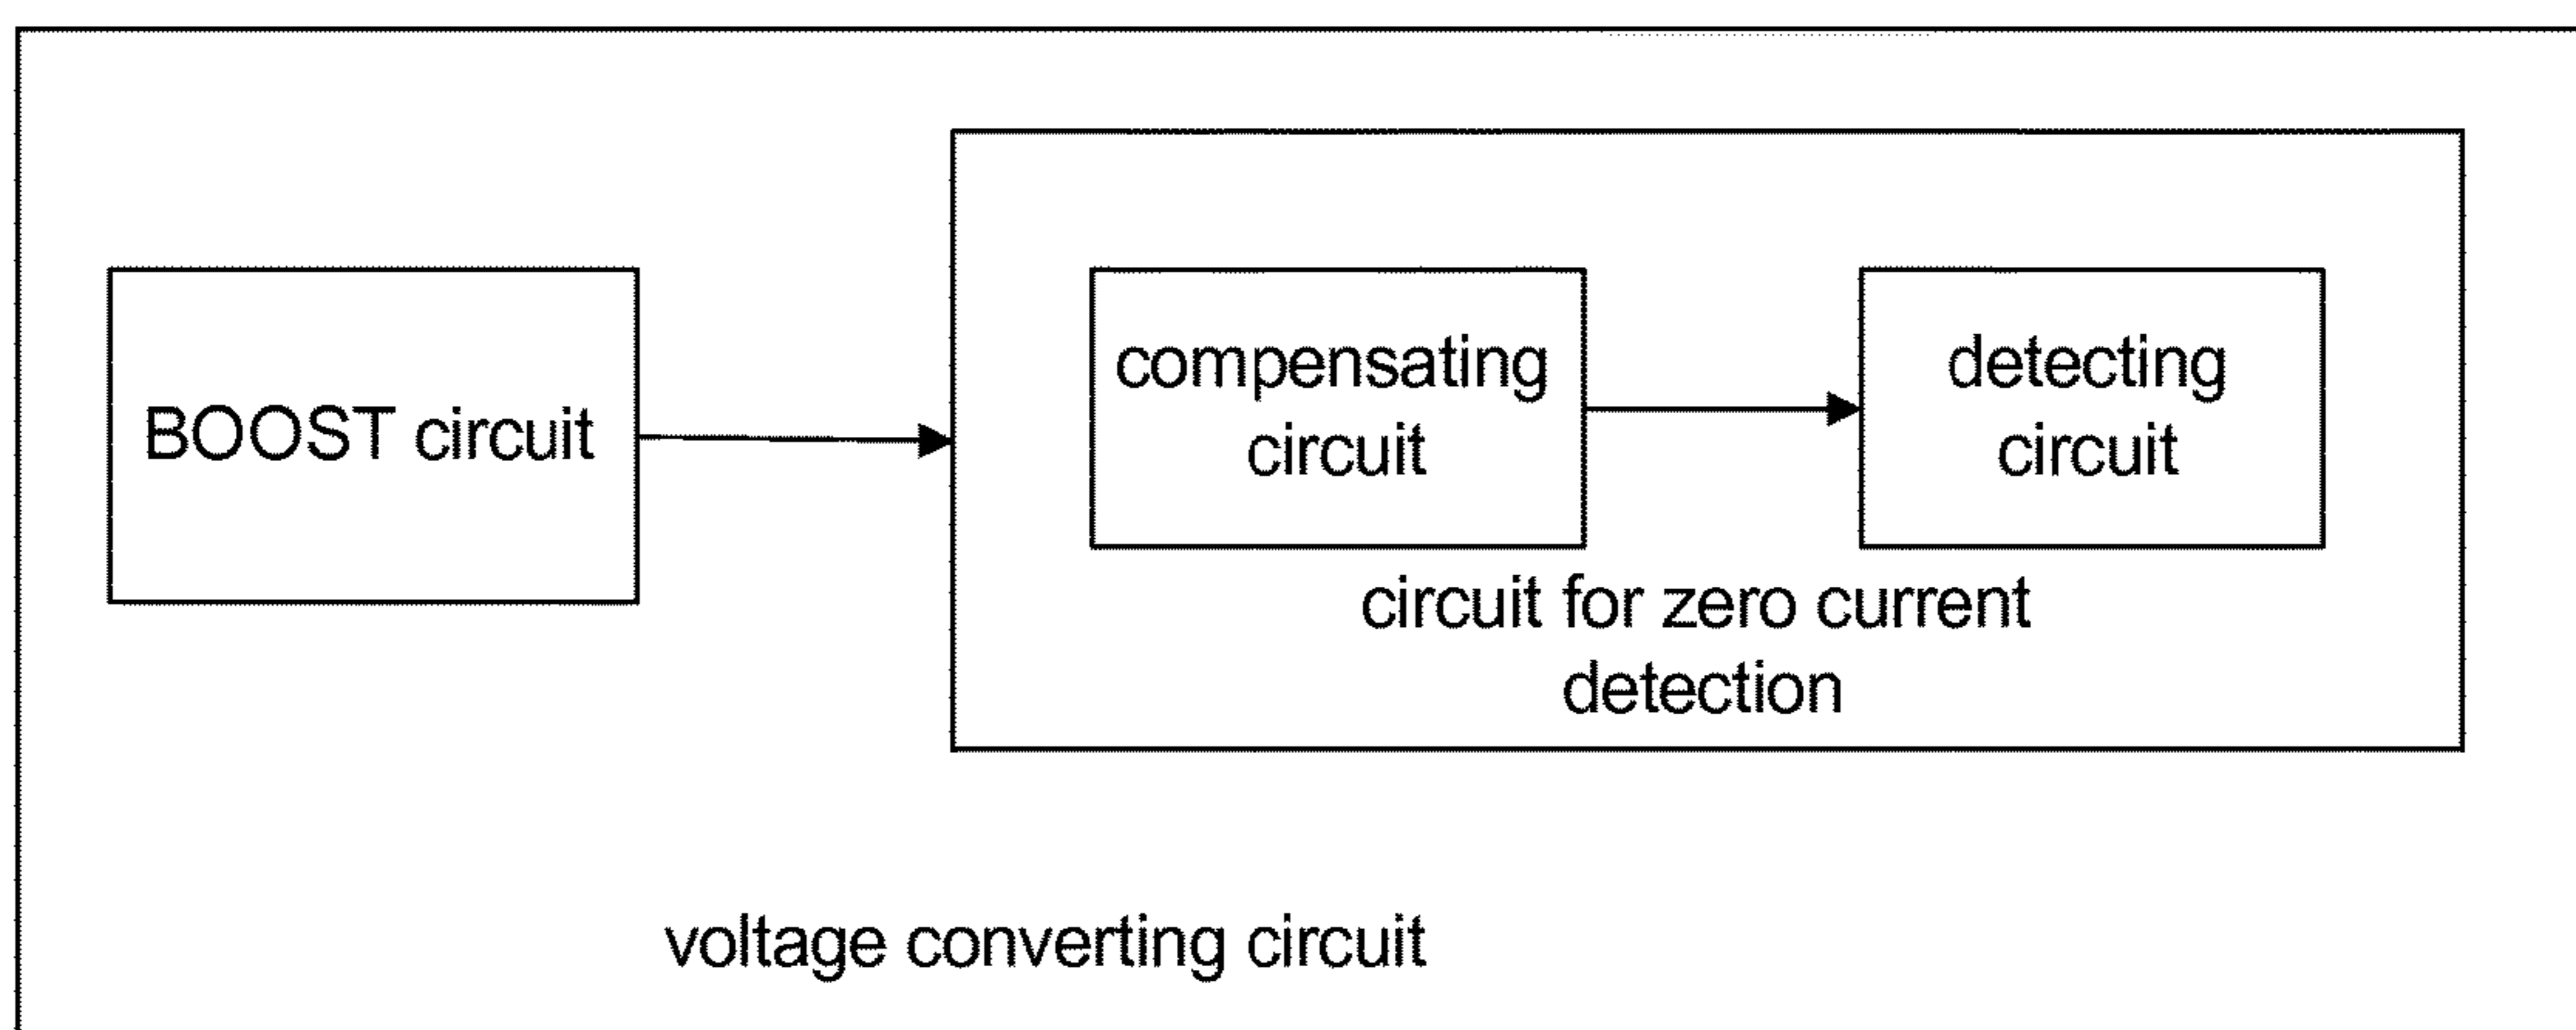 BOOST circuit
compensating
circuit
detecting
circuit
circuit for zero current
detection
voltage converting circuit